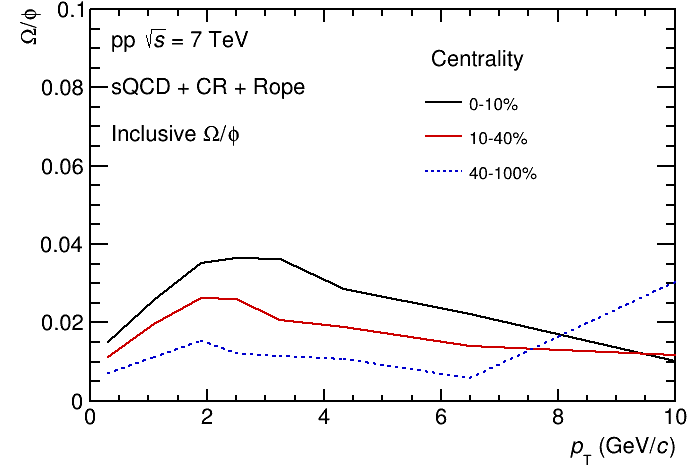 Ω/ϕ
0.1
0.08
0.06
0.04
0.02
0
pp √s = 7 TeV
sQCD + CR + Rope
Inclusive Ω/ϕ
Centrality
0-10%
10-40%
40-100%
0 2 4 6 8 10
pT (GeV/c)